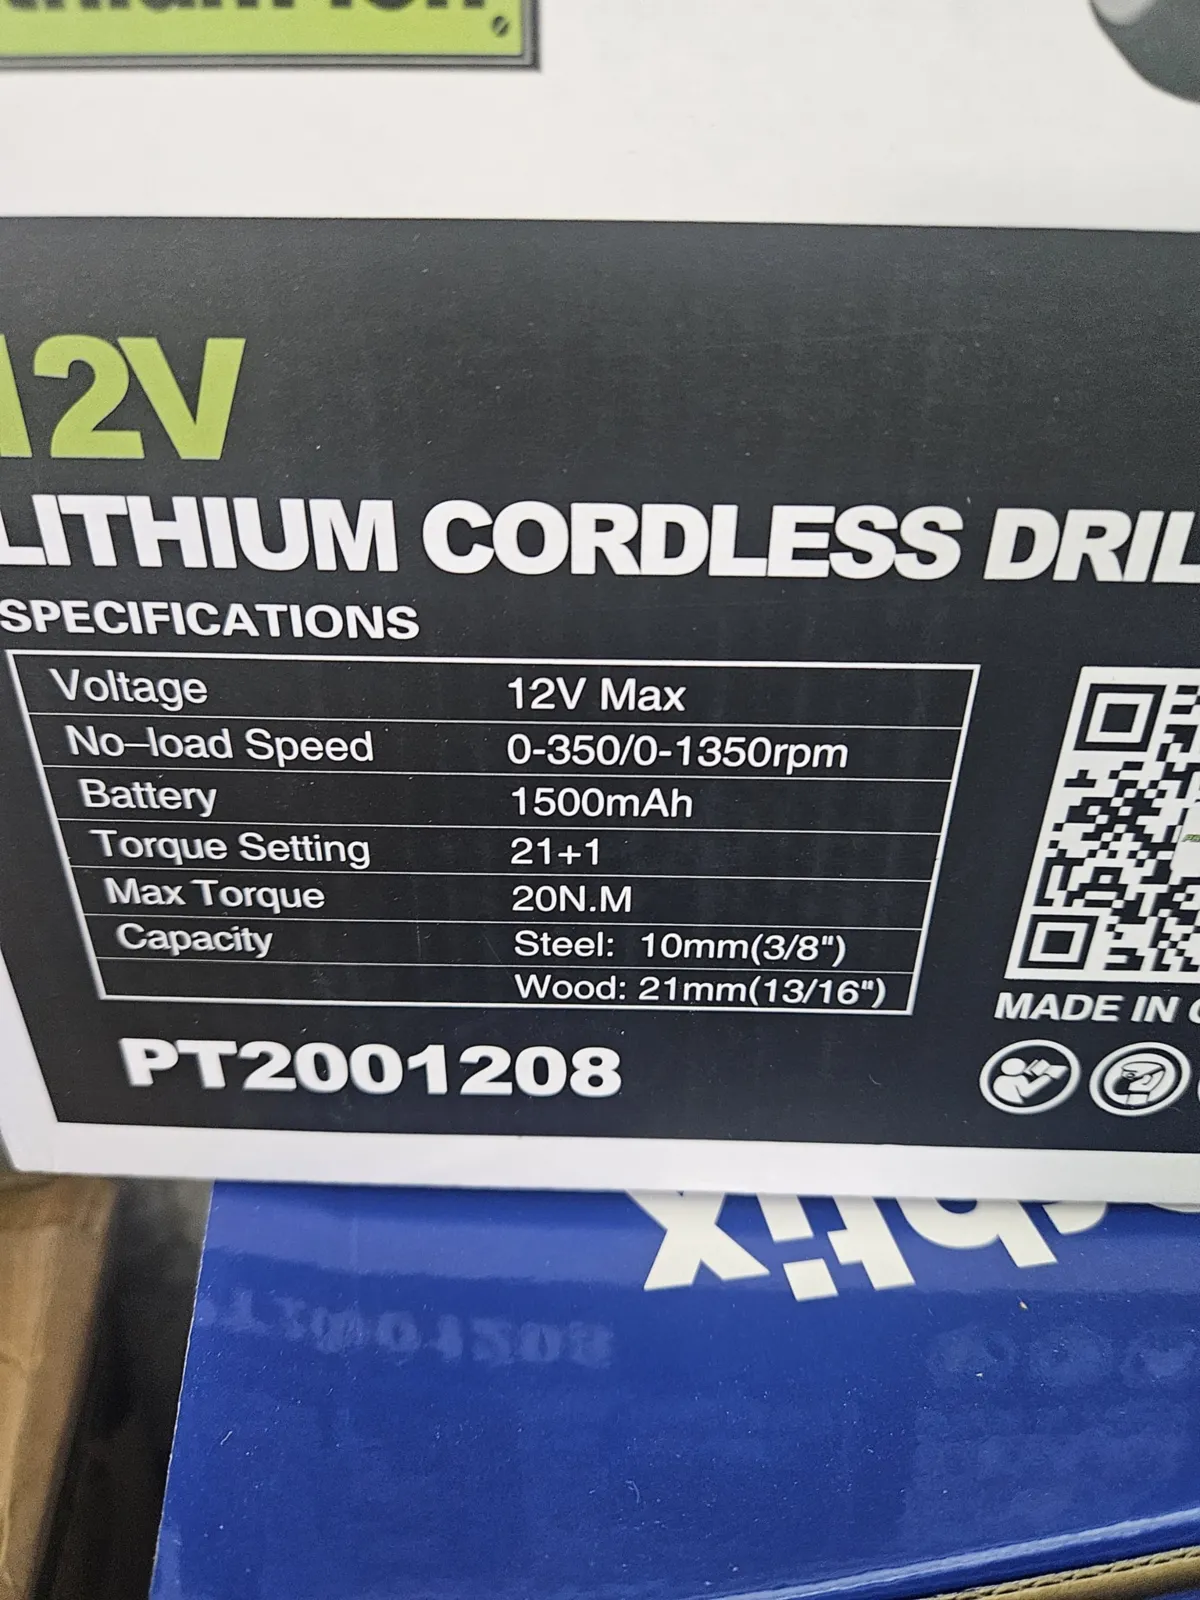 12V
LITHIUM CORDLESS DRIL
SPECIFICATIONS
Voltage 12V Max
No-load Speed 0-350/0-1350rpm
Battery 1500mAh
Torque Setting 21+1
Max Torque 20N.M
Capacity Steel: 10mm(3/8")
Wood: 21mm(13/16")
MADE IN
PT2001208